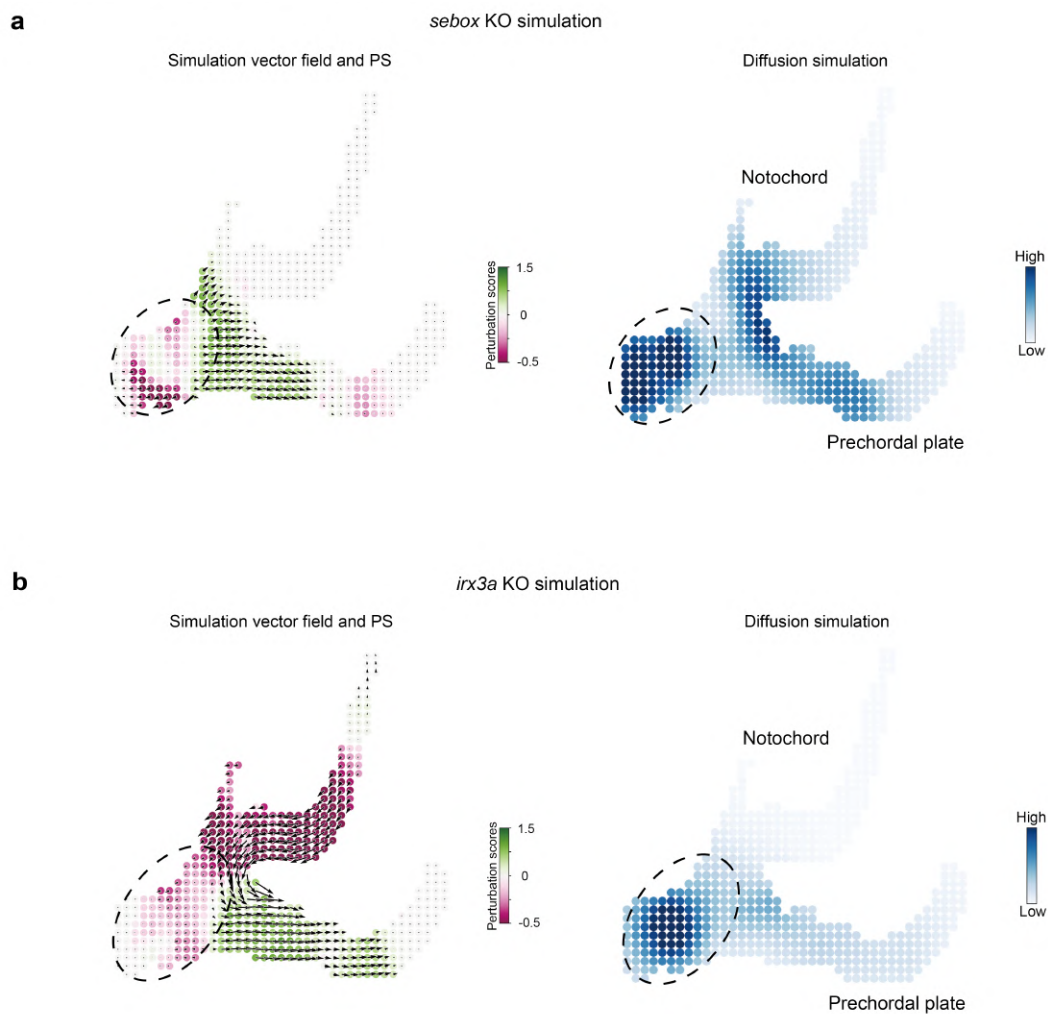 a
sebox KO simulation
Simulation vector field and PS
Diffusion simulation
Notochord
Perturbation scores
1.5
0
-0.5
High
Low
Prechordal plate
b
irx3a KO simulation
Simulation vector field and PS
Diffusion simulation
Notochord
Perturbation scores
1.5
0
-0.5
High
Low
Prechordal plate